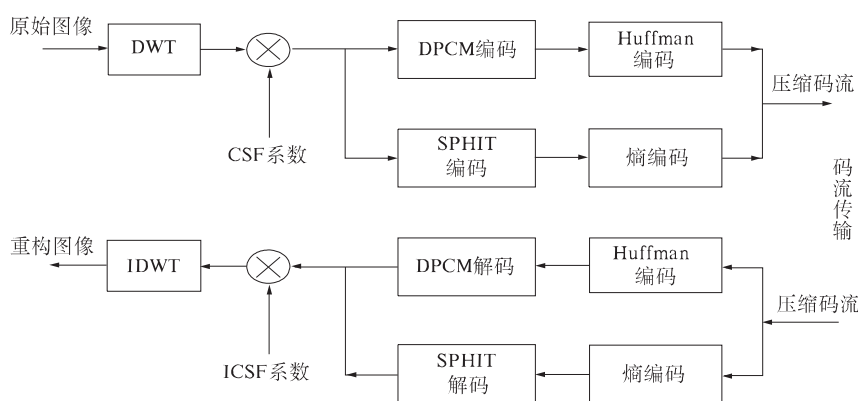 原始图像
DWT
DPCM编码
Huffman
编码
压缩码流
CSF系数
SPHIT
编码
熵编码
码流传输
重构图像
IDWT
DPCM解码
Huffman
编码
压缩码流
ICSF系数
SPHIT
解码
熵编码